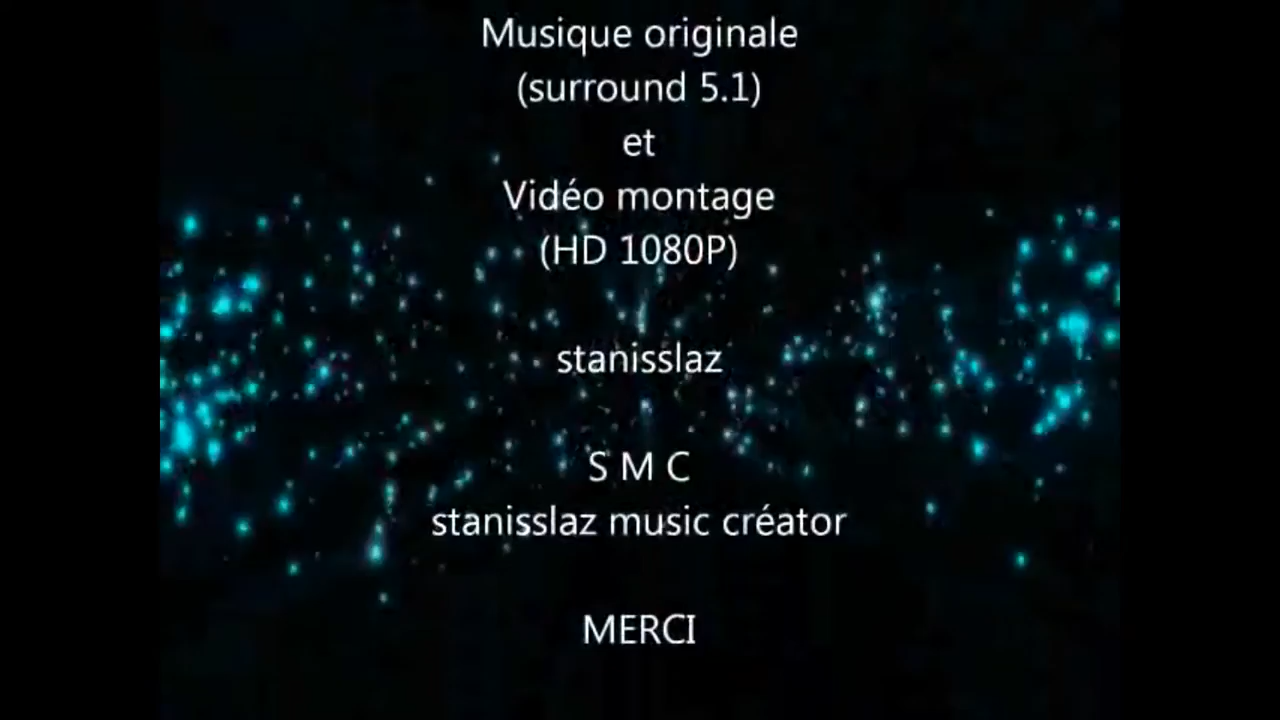 Musique originale
(surround 5.1)
et
Vidéo montage
(HD 1080P)
stanisslaz
S M C
stanisslaz music créator
MERCI